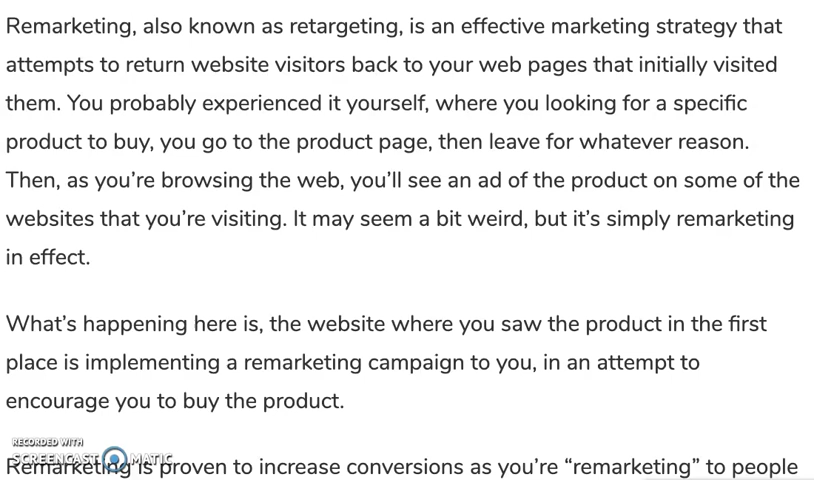 Remarketing, also known as retargeting, is an effective marketing strategy that
attempts to return website visitors back to your web pages that initially visited
them. You probably experienced it yourself, where you looking for a specific
product to buy, you go to the product page, then leave for whatever reason.
Then, as you’re browsing the web, you’ll see an ad of the product on some of the
websites that you’re visiting. It may seem a bit weird, but it’s simply remarketing
in effect.
What’s happening here is, the website where you saw the product in the first
place is implementing a remarketing campaign to you, in an attempt to
encourage you to buy the product.
RECORDED WITH
SCREENCAST MATIC
Remarketing is proven to increase conversions as you’re “remarketing” to people